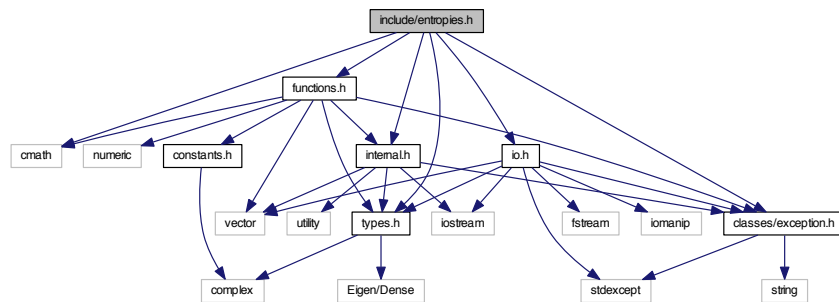 include/entropies.h
functions.h
cmath
numeric
constants.h
internal.h
io.h
vector
utility
types.h
iostream
fstream
iomanip
classes/exception.h
complex
Eigen/Dense
stdexcept
string